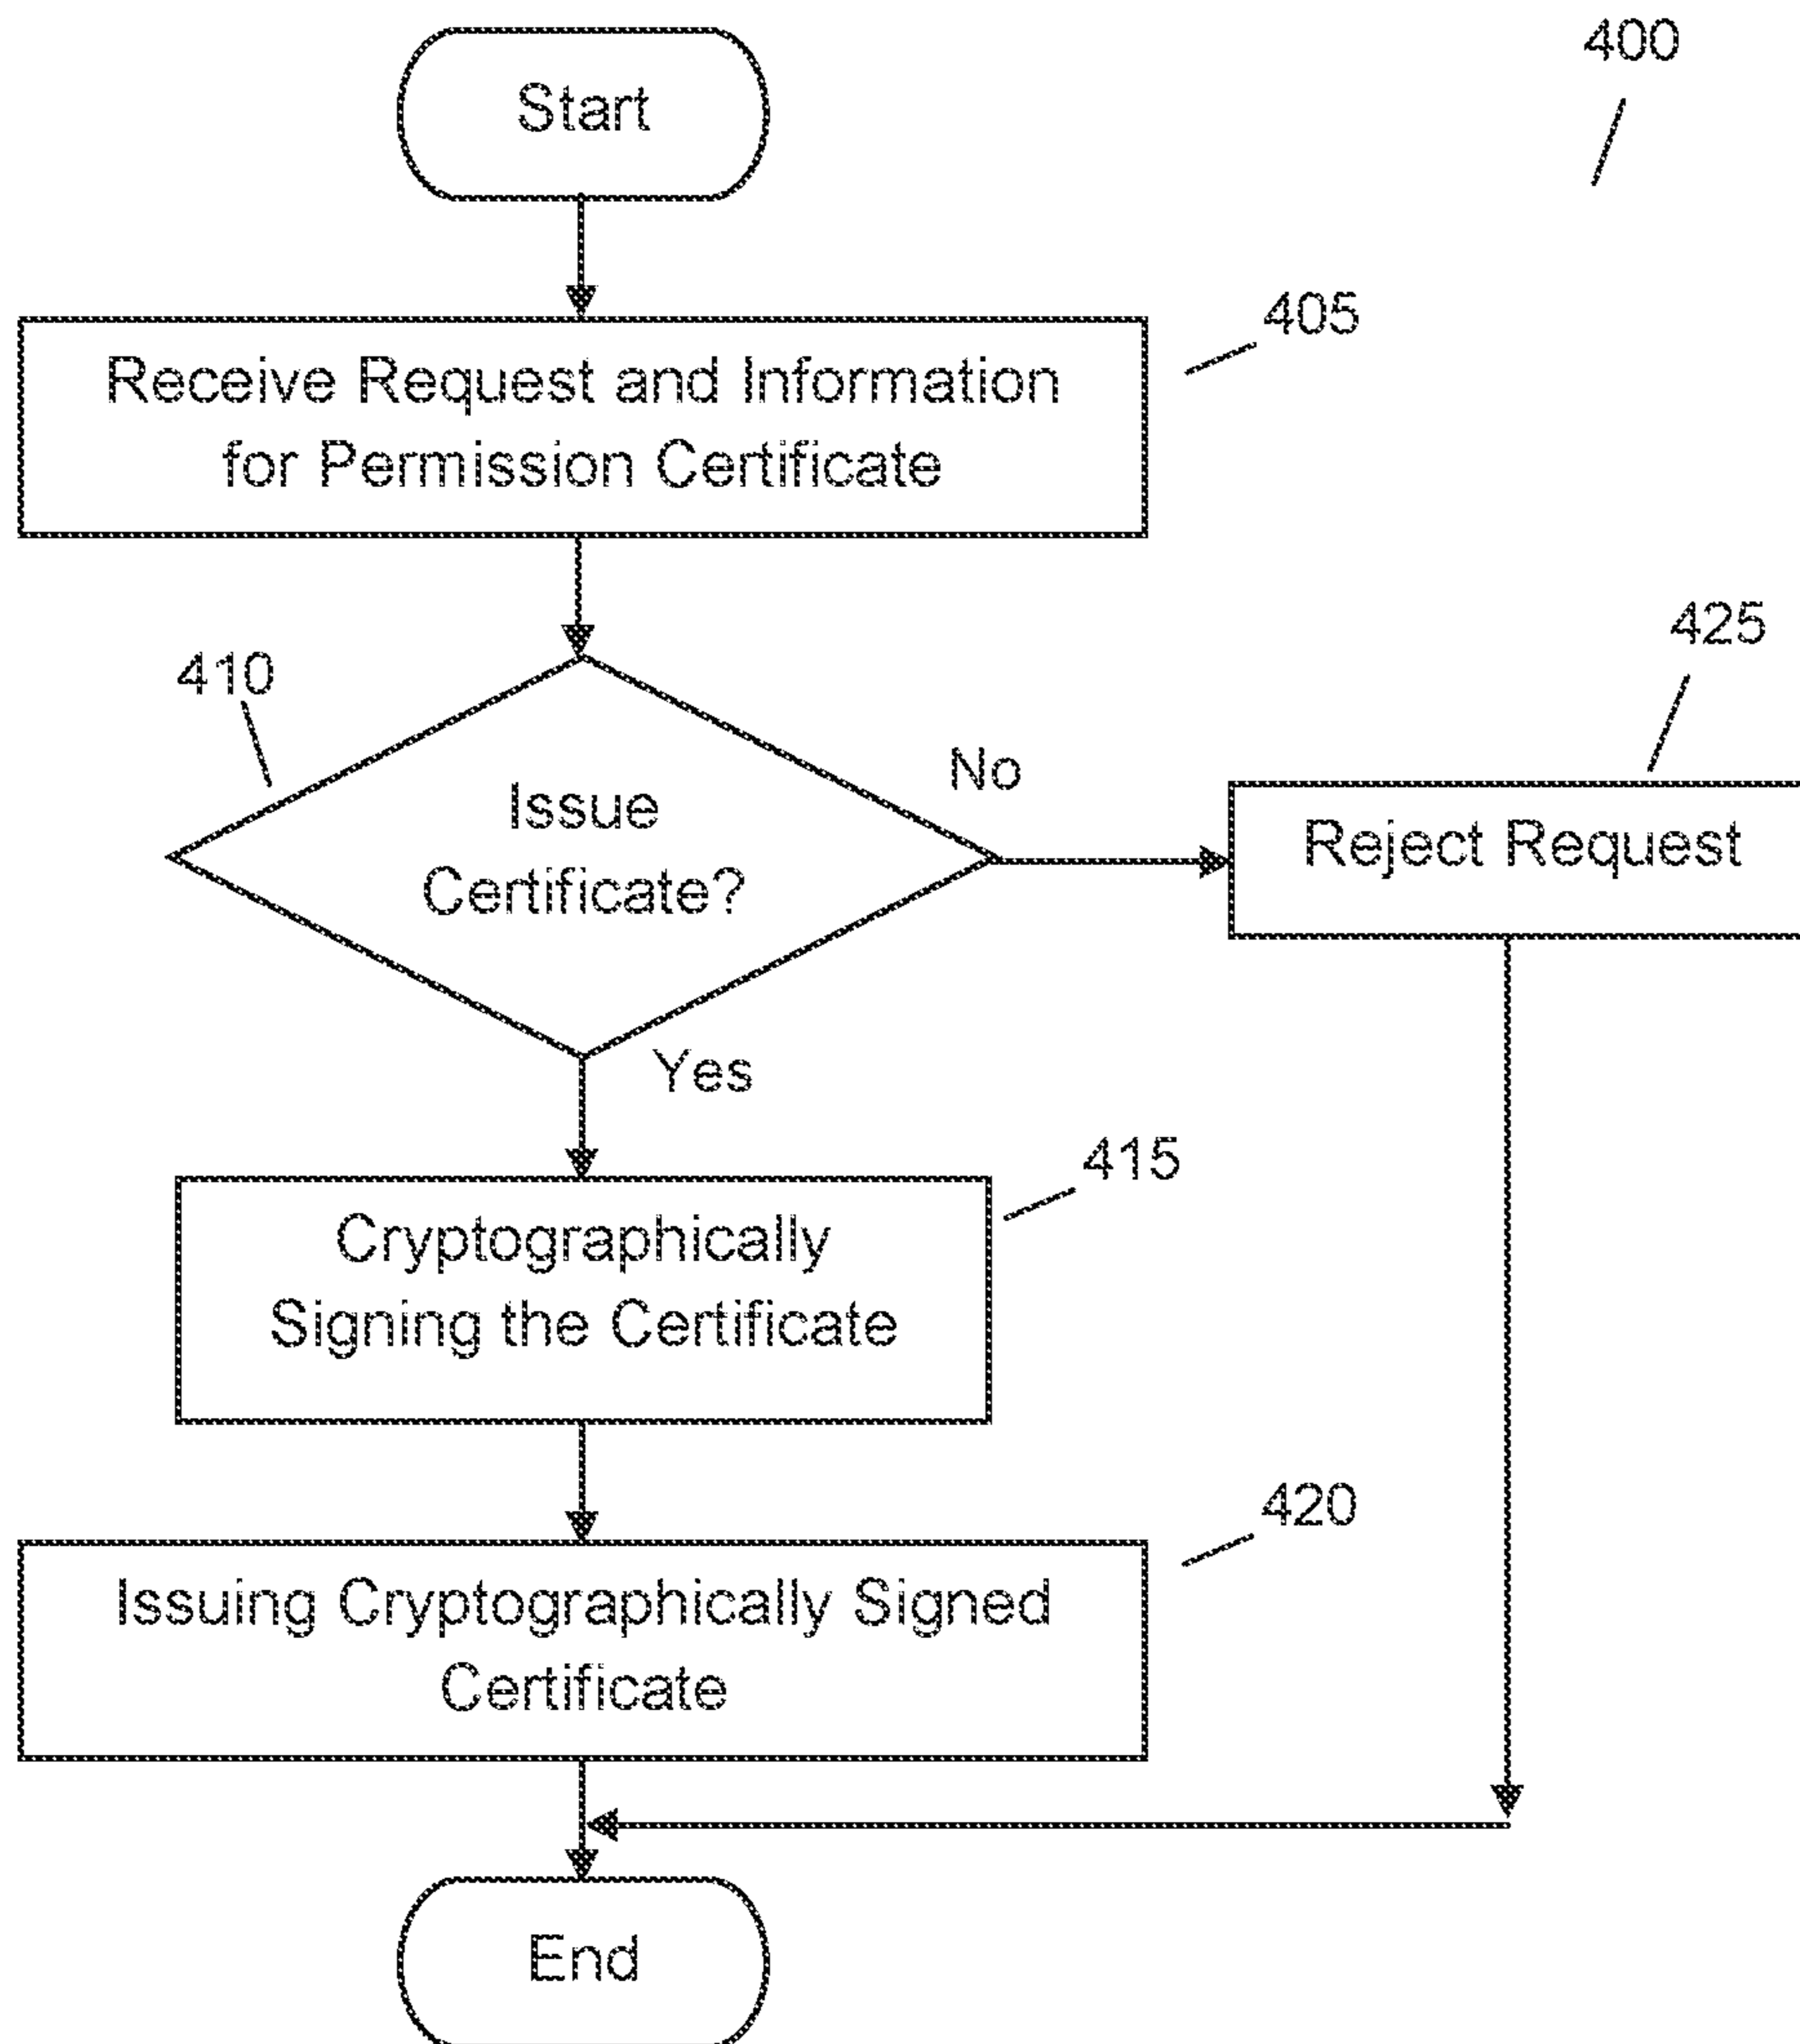 400
Start
405
Receive Request and Information
for Permission Certificate
425
410
No
Issue
Certificate?
Reject Request
Yes
415
Cryptographically
Signing the Certificate
420
Issuing Cryptographically Signed
Certificate
End